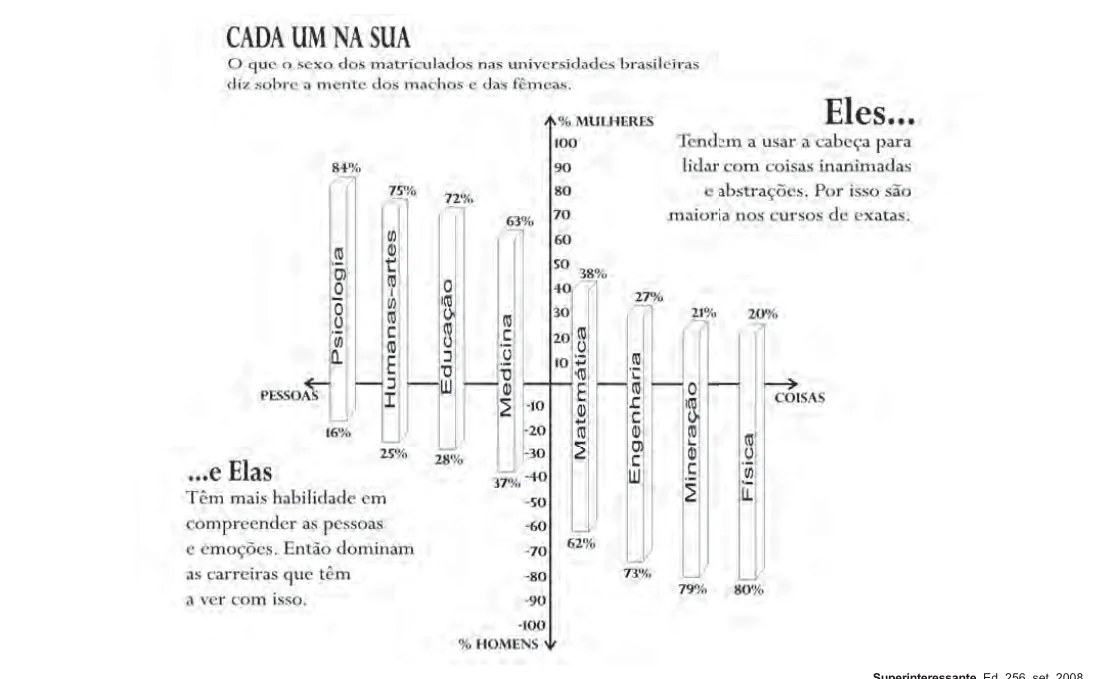 CADA UM NA SUA
O que o sexo dos matriculados nas universidades brasileiras
diz sobre a mente dos machos e das fêmeas.
Eles...
Tendem a usar a cabeça para
lidar com coisas inanimadas
e abstrações. Por isso são
maioria nos cursos de exatas.
% MULHERES
100
90
80
70
60
50
40
30
20
10
-10
-20
-30
-40
-50
-60
-70
-80
-90
-100
% HOMENS
PESSOAS
COISAS
84%
Psicologia
16%
75%
Humanas-artes
25%
72%
Educação
28%
63%
Medicina
37%
38%
Matemática
62%
27%
Engenharia
73%
21%
Mineração
79%
20%
Física
80%
...e Elas
Têm mais habilidade em
compreender as pessoas
e emoções. Então dominam
as carreiras que têm
a ver com isso.
Superinteressante. Ed. 256, set. 2008.